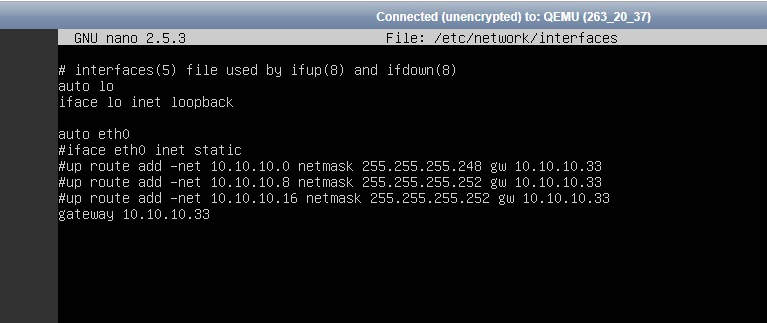 Connected (unencrypted) to: QEMU (263_20_37)
GNU nano 2.5.3 File: /etc/network/interfaces
# interfaces(5) file used by ifup(8) and ifdown(8)
auto lo
iface lo inet loopback
auto eth0
#iface eth0 inet static
#up route add -net 10.10.10.0 netmask 255.255.255.248 gw 10.10.10.33
#up route add -net 10.10.10.8 netmask 255.255.255.252 gw 10.10.10.33
#up route add -net 10.10.10.16 netmask 255.255.255.252 gw 10.10.10.33
gateway 10.10.10.33